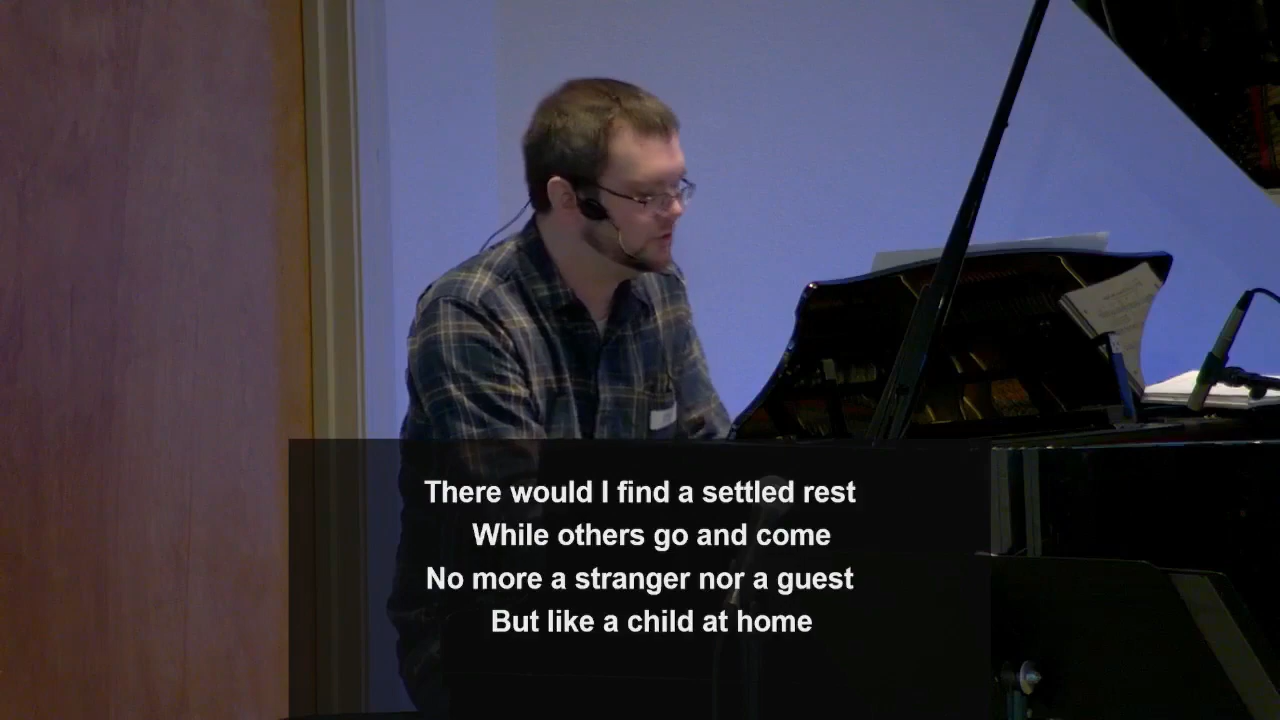 There would I find a settled rest
While others go and come
No more a stranger nor a guest
But like a child at home